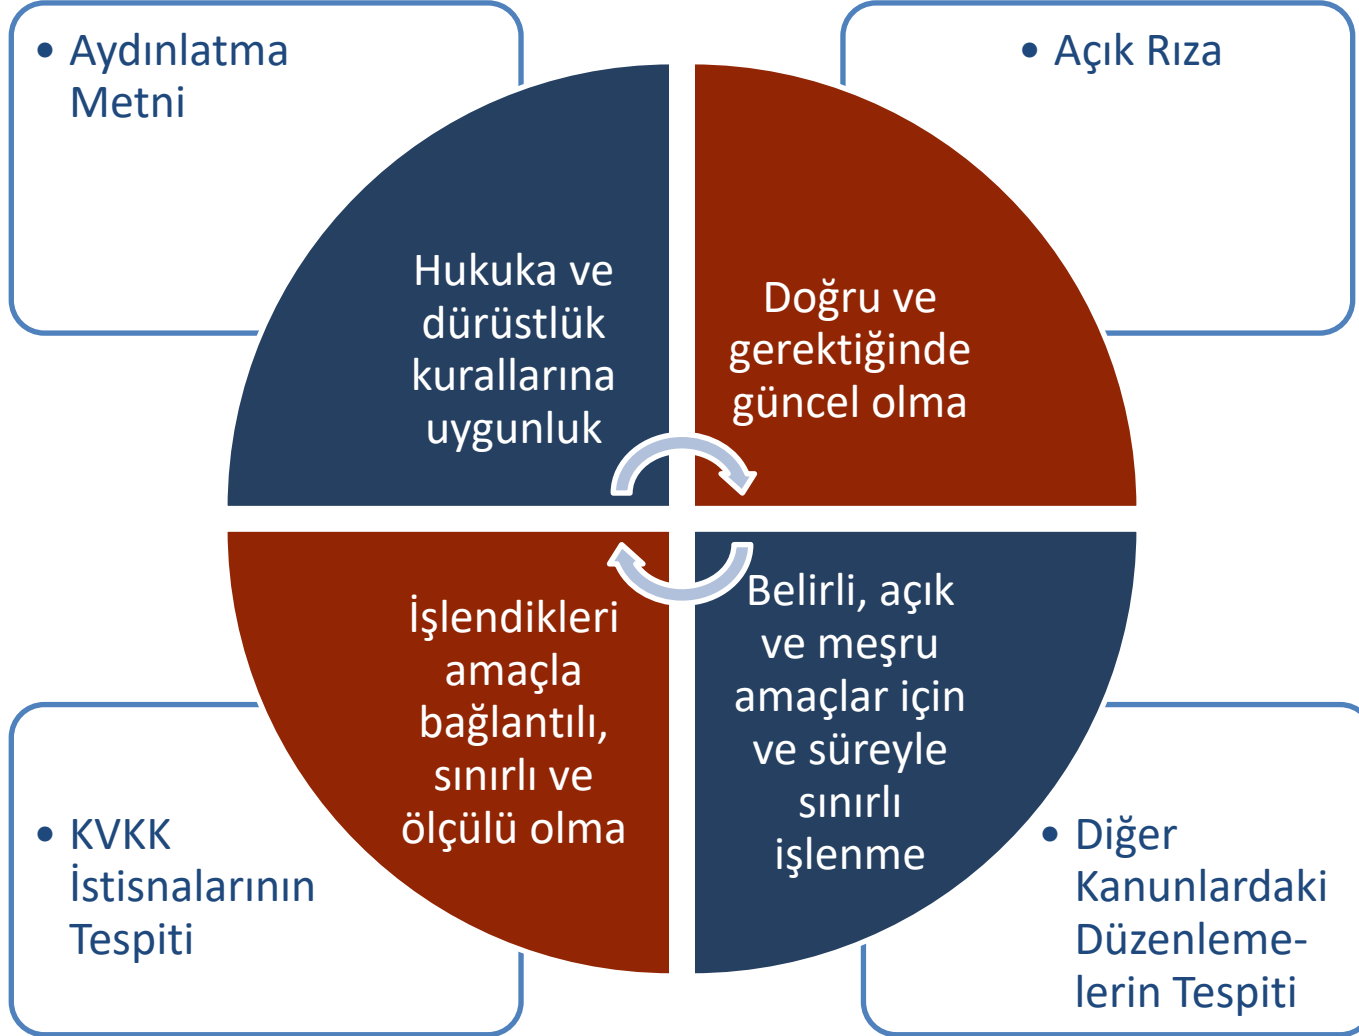 • Aydınlatma
Metni
• Açık Rıza
Hukuka ve
dürüstlük
kurallarına
uygunluk
Doğru ve
gerektiğinde
güncel olma
İşlendikleri
amaçla
bağlantılı,
sınırlı ve
ölçülü olma
Belirli, açık
ve meşru
amaçlar için
ve süreyle
sınırlı
işlenme
• KVKK
İstisnalarının
Tespiti
• Diğer
Kanunlardaki
Düzenleme-
lerin Tespiti